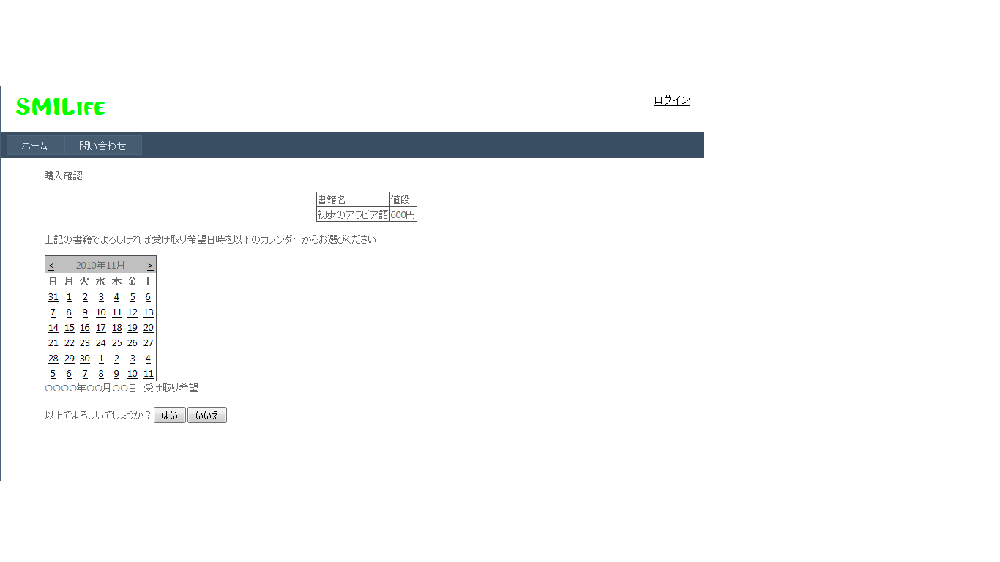 SMILIFE
ログイン
ホーム 問い合わせ
購入確認
書籍名 値段
初歩のアラビア語 600円
上記の書籍でよろしければ受け取り希望日時を以下のカレンダーからお選びください
< 2010年11月 >
日 月 火 水 木 金 土
31 1 2 3 4 5 6
7 8 9 10 11 12 13
14 15 16 17 18 19 20
21 22 23 24 25 26 27
28 29 30 1 2 3 4
5 6 7 8 9 10 11
○○○○年○○月○○日 受け取り希望
以上でよろしいでしょうか？ はい いいえ